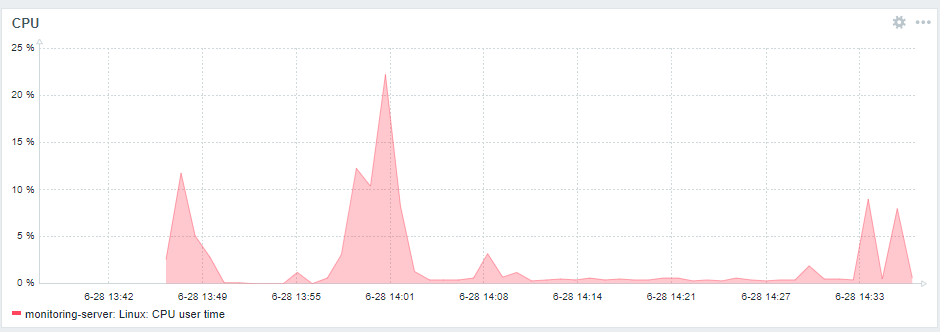 CPU
25 %
20 %
15 %
10 %
5 %
0 %
6-28 13:42 6-28 13:49 6-28 13:55 6-28 14:01 6-28 14:08 6-28 14:14 6-28 14:21 6-28 14:27 6-28 14:33
monitoring-server: Linux: CPU user time